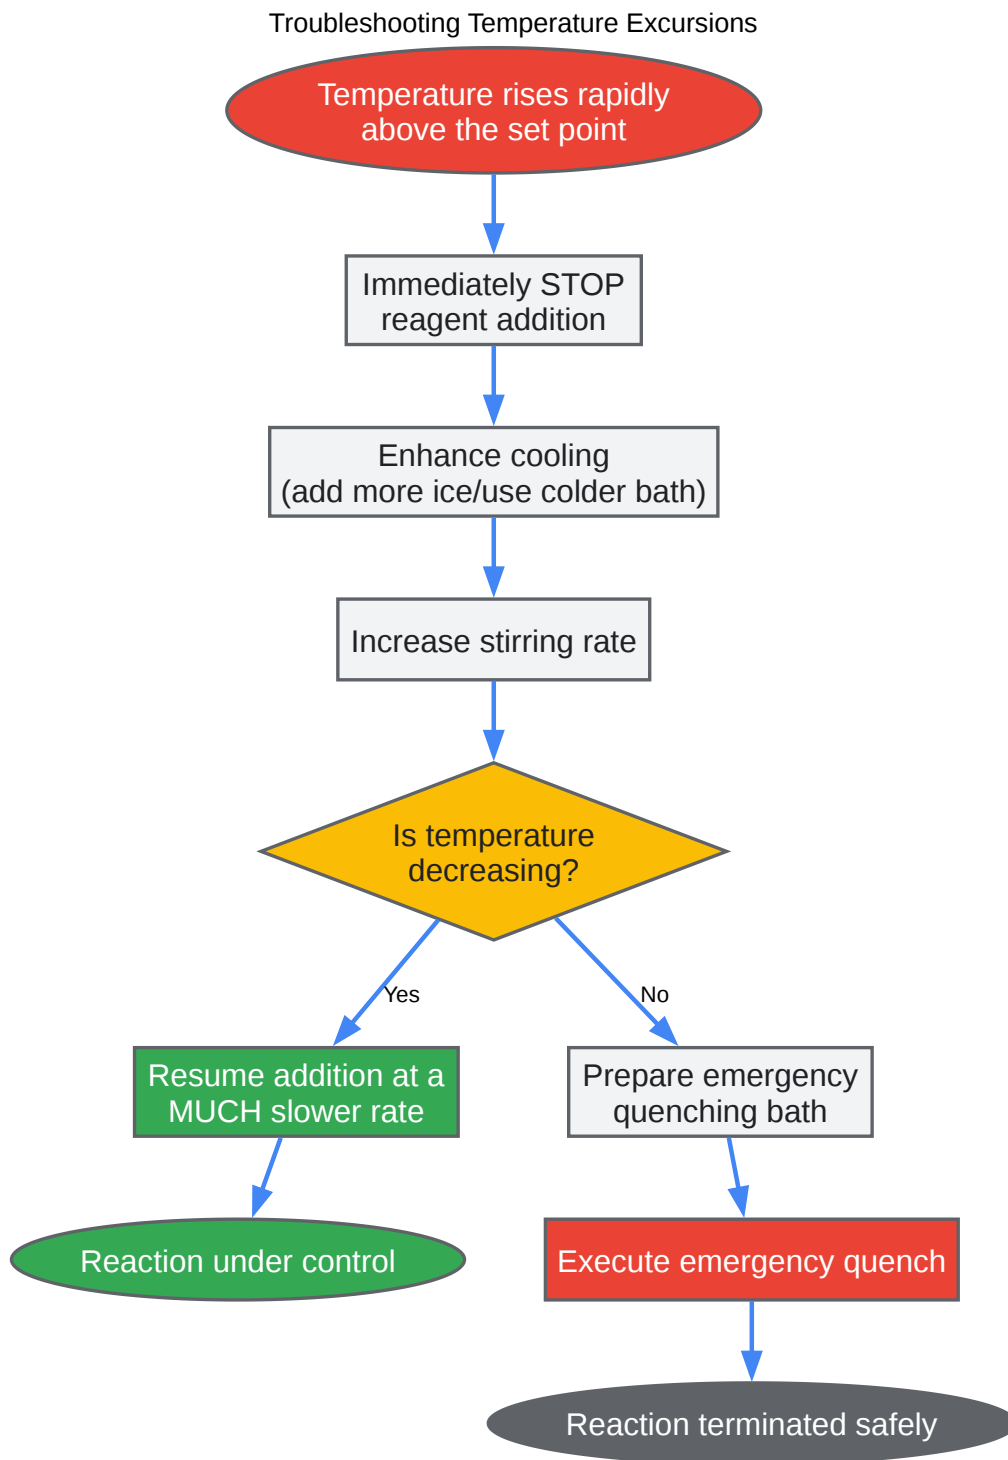 Troubleshooting Temperature Excursions
Temperature rises rapidly
above the set point
Immediately STOP
reagent addition
Enhance cooling
(add more ice/use colder bath)
Increase stirring rate
Is temperature
decreasing?
Yes
No
Resume addition at a
MUCH slower rate
Prepare emergency
quenching bath
Reaction under control
Execute emergency quench
Reaction terminated safely